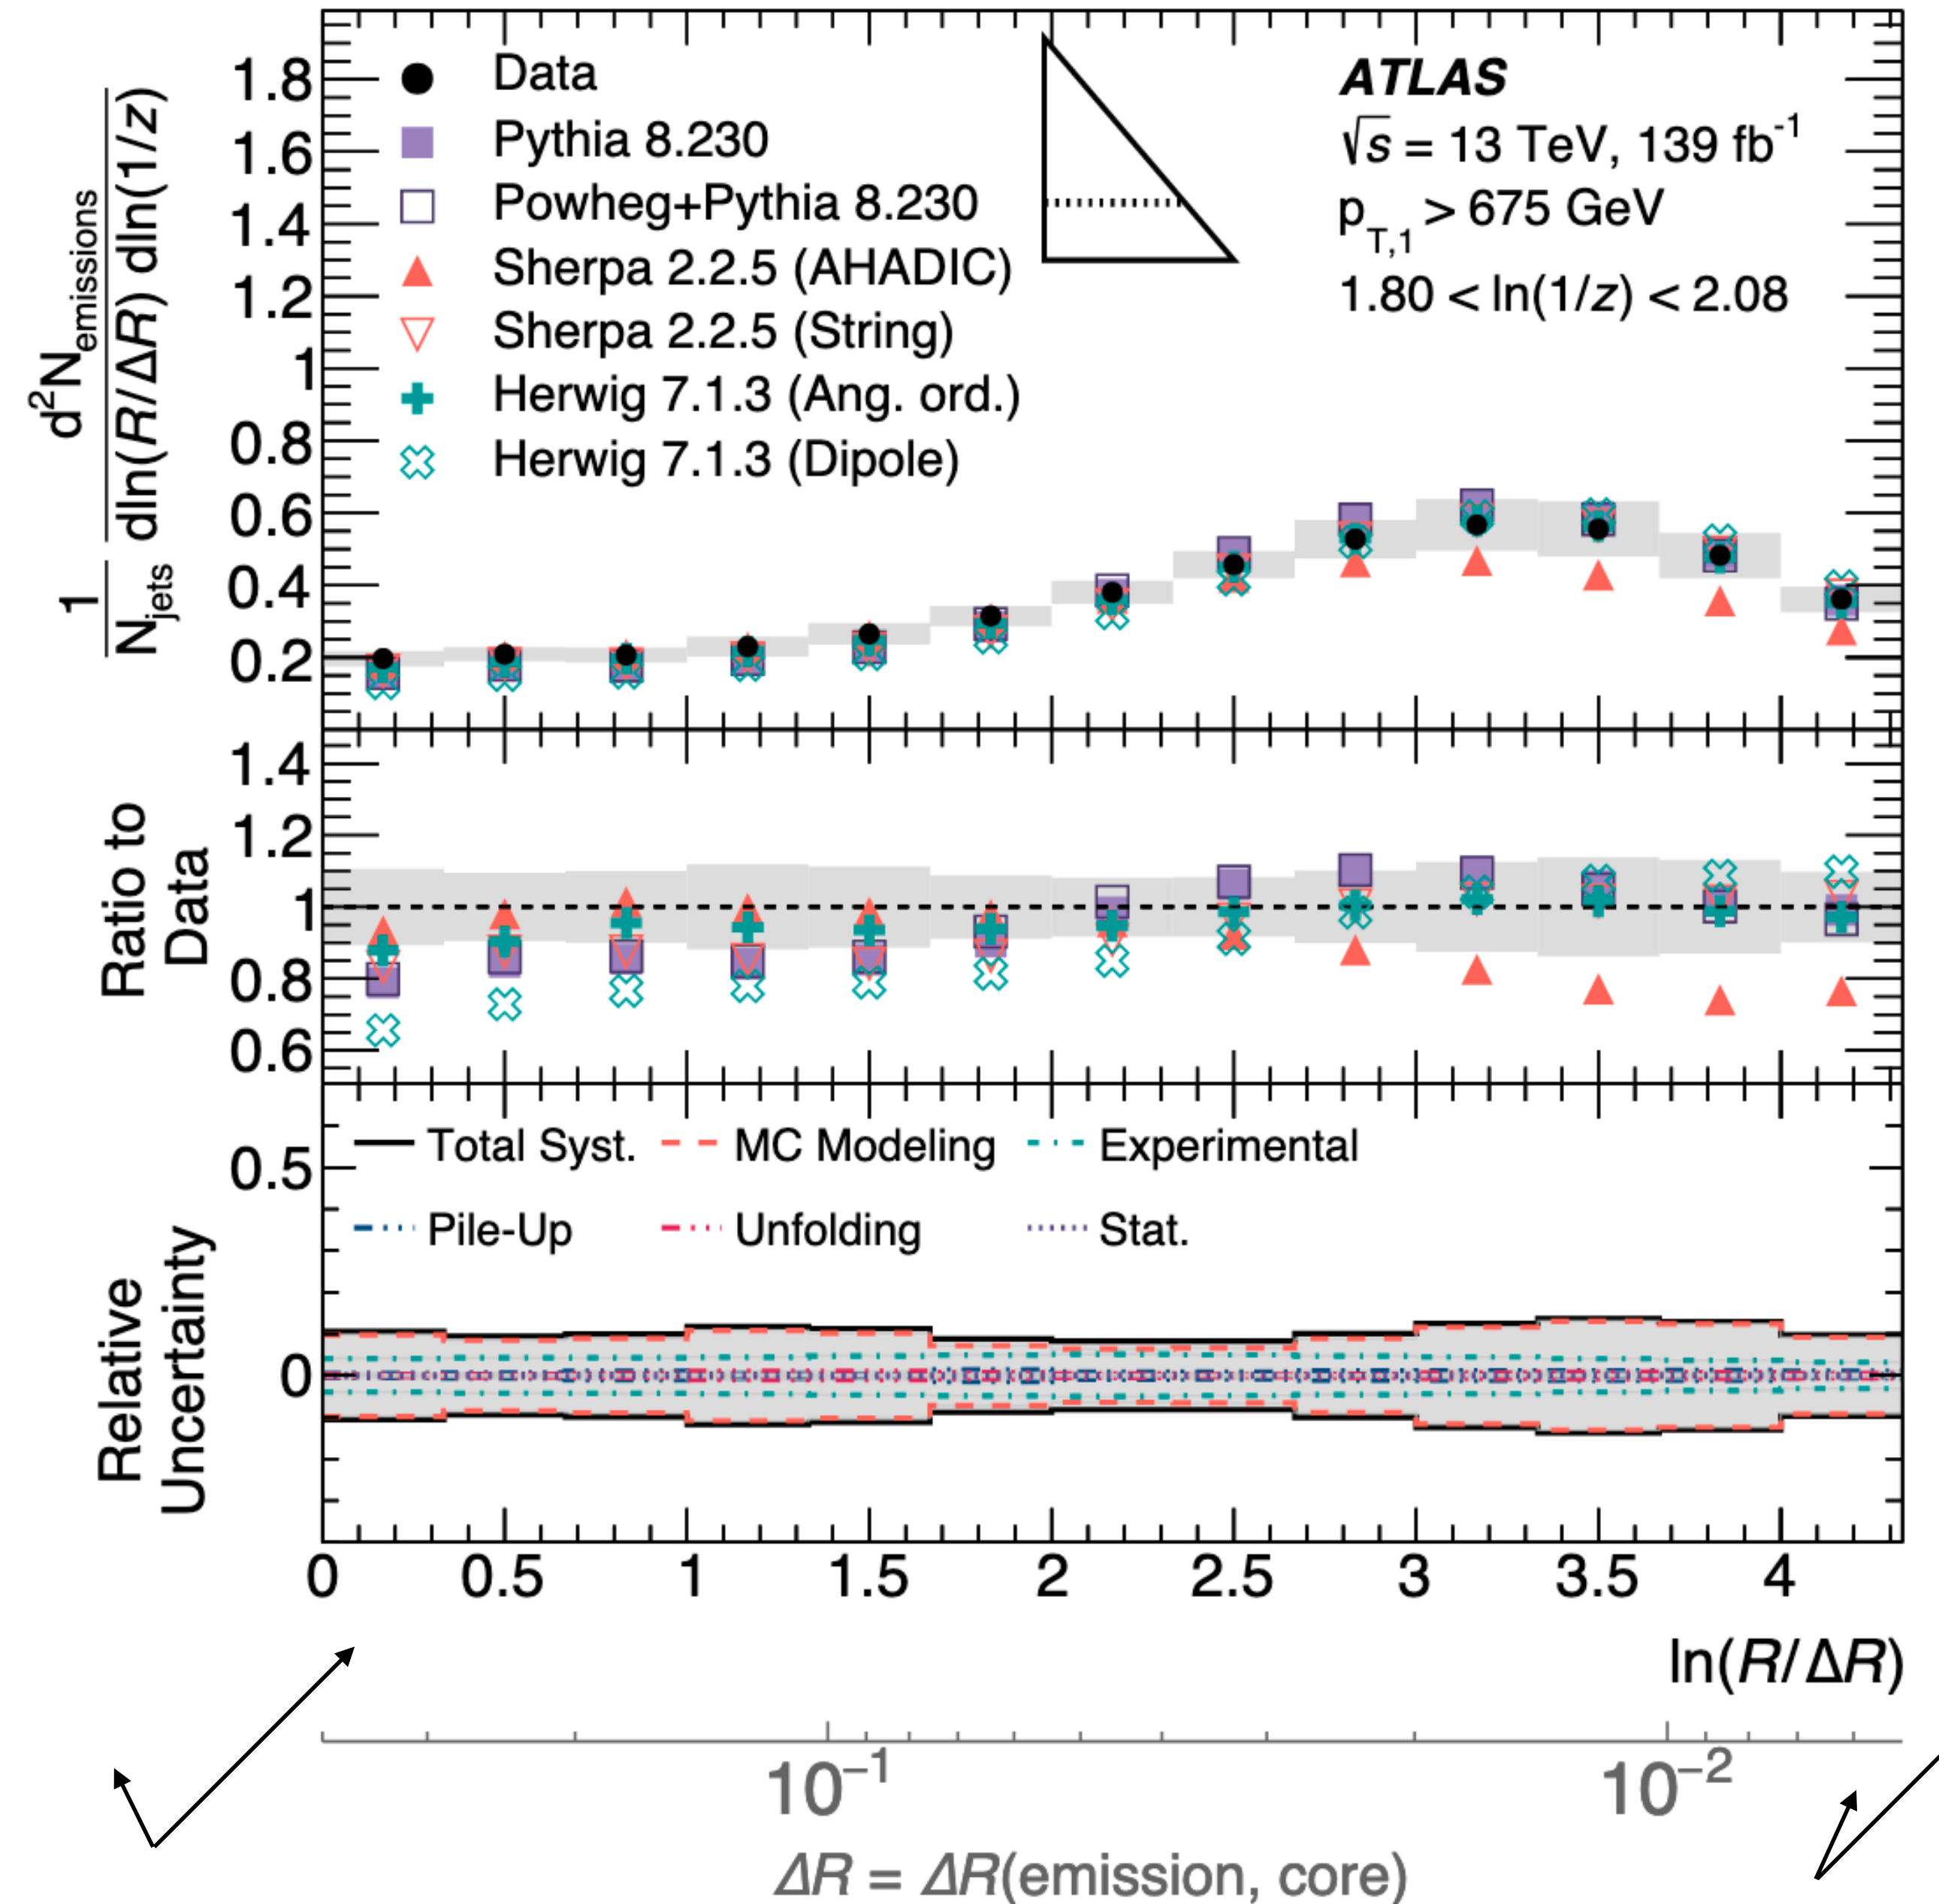 1/N_jets d²N_emissions / dln(R/ΔR) dln(1/z)
1.8
1.6
1.4
1.2
1
0.8
0.6
0.4
0.2
Data
Pythia 8.230
Powheg+Pythia 8.230
Sherpa 2.2.5 (AHADIC)
Sherpa 2.2.5 (String)
Herwig 7.1.3 (Ang. ord.)
Herwig 7.1.3 (Dipole)
ATLAS
√s = 13 TeV, 139 fb⁻¹
p_T,1 > 675 GeV
1.80 < ln(1/z) < 2.08
Ratio to
Data
1.4
1.2
1
0.8
0.6
Relative
Uncertainty
0.5
0
Total Syst. MC Modeling Experimental
Pile-Up Unfolding Stat.
0 0.5 1 1.5 2 2.5 3 3.5 4
ln(R/ΔR)
10⁻¹ 10⁻²
ΔR = ΔR(emission, core)